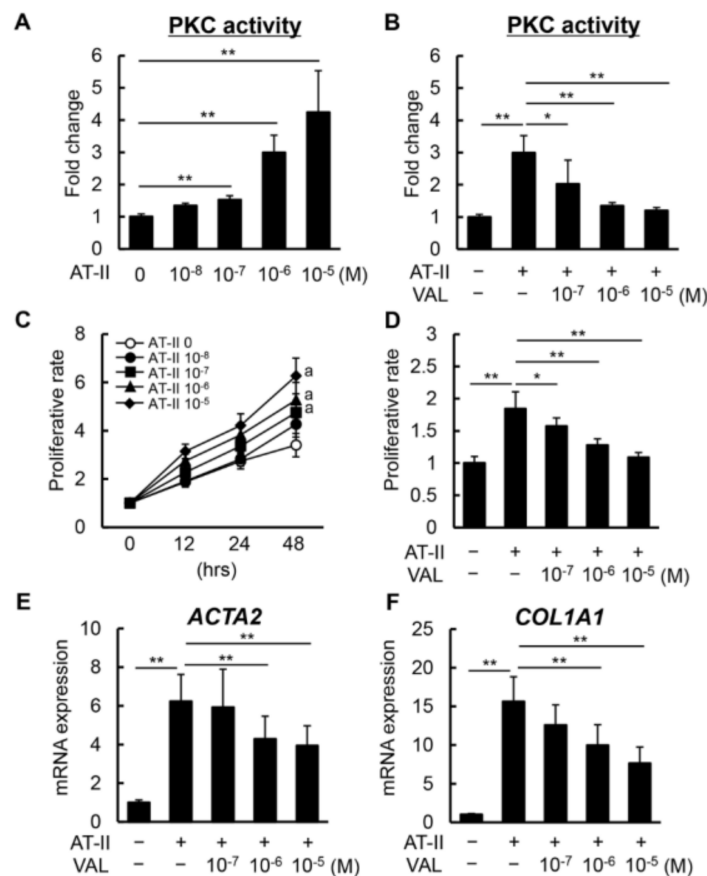 A PKC activity
Fold change
6
5
4
3
2
1
0
** ** **
AT-II 0 10⁻⁸ 10⁻⁷ 10⁻⁶ 10⁻⁵ (M)
B PKC activity
Fold change
6
5
4
3
2
1
0
** * ** **
AT-II – + + + +
VAL – – 10⁻⁷ 10⁻⁶ 10⁻⁵ (M)
C
Proliferative rate
8
6
4
2
0
AT-II 0
AT-II 10⁻⁸
AT-II 10⁻⁷
AT-II 10⁻⁶
AT-II 10⁻⁵
a
a
a
0 12 24 48
(hrs)
D
Proliferative rate
3
2.5
2
1.5
1
0.5
0
** * ** **
AT-II – + + + +
VAL – – 10⁻⁷ 10⁻⁶ 10⁻⁵ (M)
E ACTA2
mRNA expression
10
8
6
4
2
0
** ** **
AT-II – + + + +
VAL – – 10⁻⁷ 10⁻⁶ 10⁻⁵ (M)
F COL1A1
mRNA expression
25
20
15
10
5
0
** ** **
AT-II – + + + +
VAL – – 10⁻⁷ 10⁻⁶ 10⁻⁵ (M)